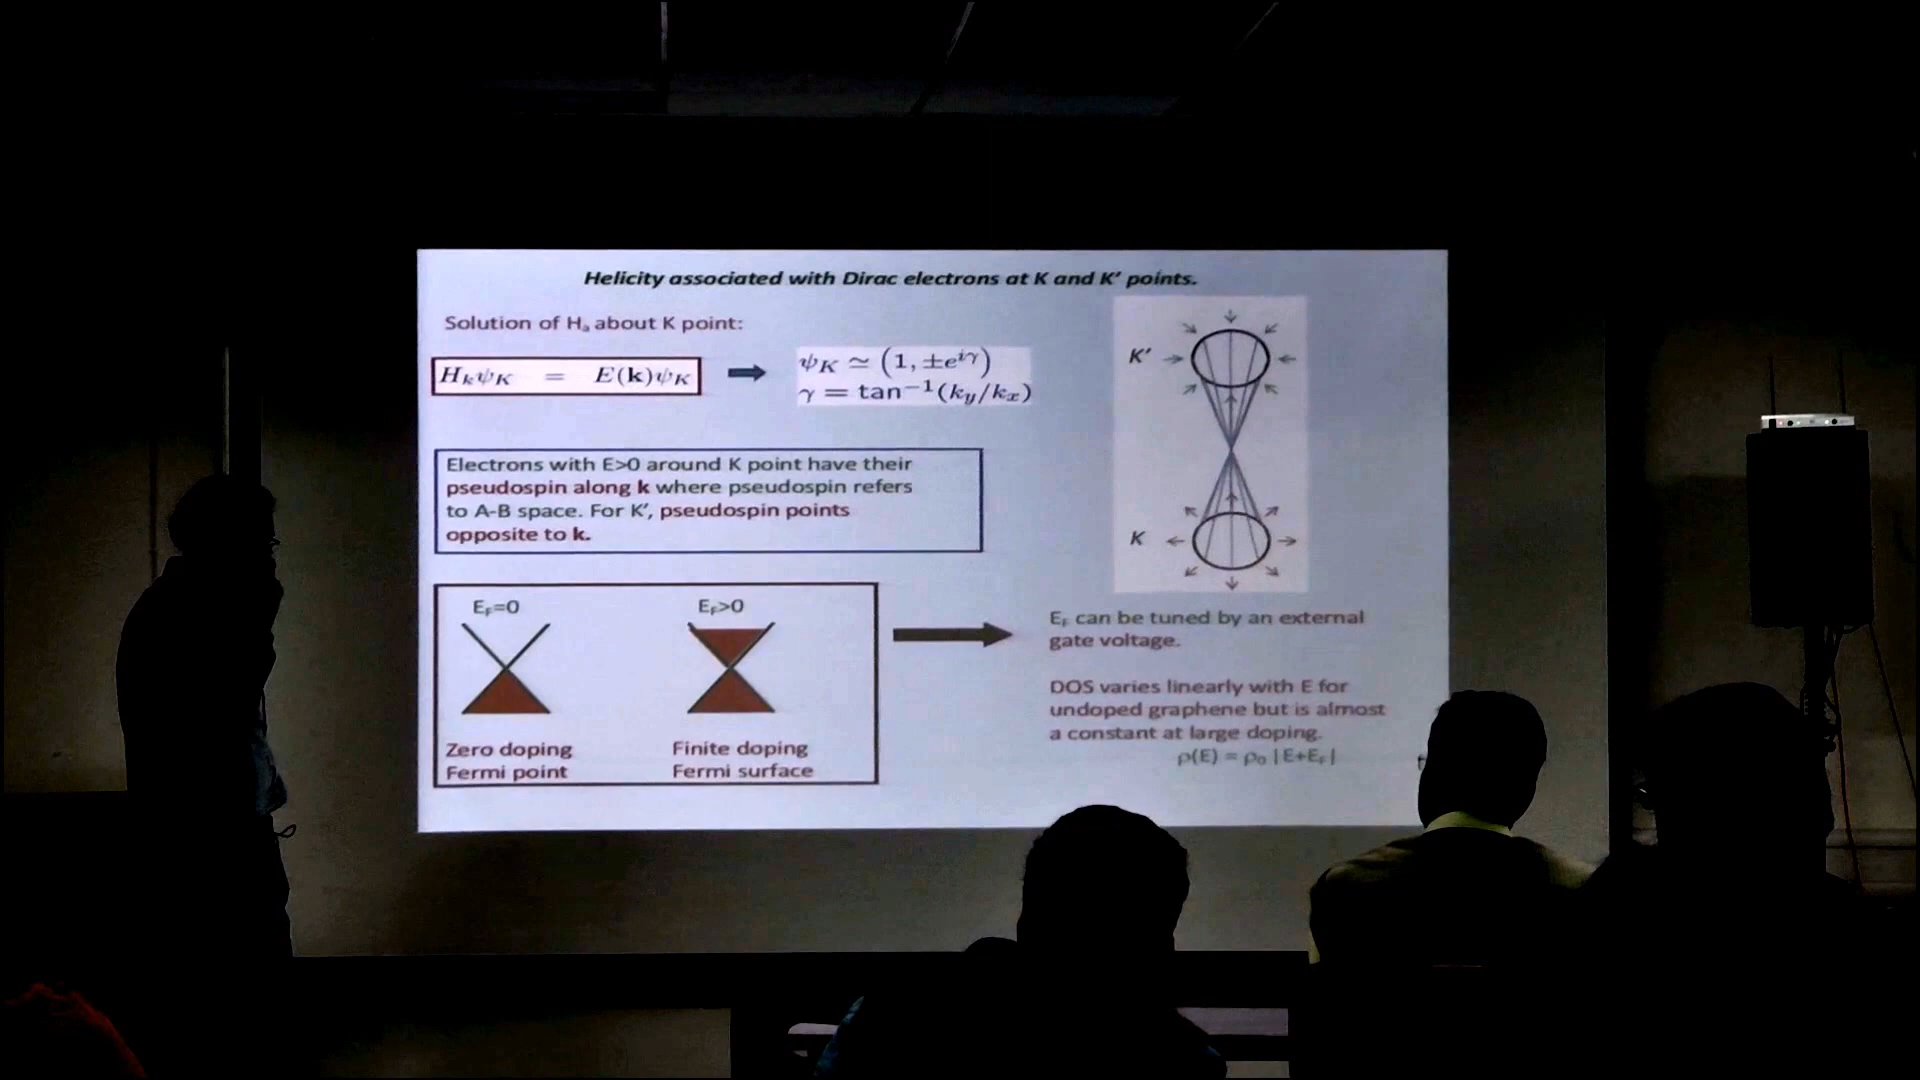 Helicity associated with Dirac electrons at K and K' points.
Solution of Hₐ about K point:
H_k ψ_K = E(k)ψ_K
ψ_K ≃ (1, ±e^{iγ})
γ = tan⁻¹(k_y/k_x)
Electrons with E>0 around K point have their
pseudospin along k where pseudospin refers
to A-B space. For K', pseudospin points
opposite to k.
K'
K
E_F=0
E_F>0
Zero doping
Fermi point
Finite doping
Fermi surface
E_F can be tuned by an external
gate voltage.
DOS varies linearly with E for
undoped graphene but is almost
a constant at large doping.
ρ(E) = ρ₀ |E+E_F|